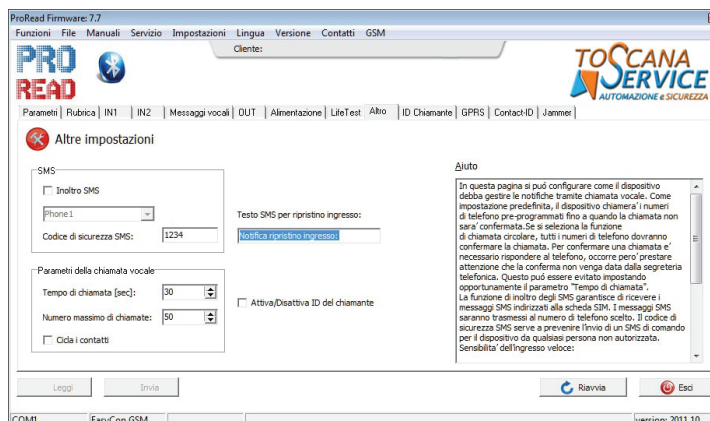 ProRead Firmware: 7.7
Funzioni File Manuali Servizio Impostazioni Lingua Versione Contatti GSM
Cliente:
PRO
READ
TOSCANA
SERVICE
AUTOMAZIONE e SICUREZZA
Parametri Rubrica IN1 IN2 Messaggi vocali OUT Alimentazione LifeTest Altro ID Chiamante GPRS Contact-ID Jammer
Altre impostazioni
SMS
Inoltro SMS
Phone1
Codice di sicurezza SMS: 1234
Testo SMS per ripristino ingresso:
Notifica ripristino ingresso:
Parametri della chiamata vocale
Tempo di chiamata [sec]: 30
Numero massimo di chiamate: 50
Cicla i contatti
Attiva/Disattiva ID del chiamante
Aiuto
In questa pagina si puó configurare come il dispositivo
debba gestire le notifiche tramite chiamata vocale. Come
impostazione predefinita, il dispositivo chiamera' i numeri
di telefono pre-programmati fino a quando la chiamata non
sara' confermata.Se si seleziona la funzione
di chiamata circolare, tutti i numeri di telefono dovranno
confermare la chiamata. Per confermare una chiamata e'
necessario rispondere al telefono, occorre pero' prestare
attenzione che la conferma non venga data dalla segreteria
telefonica. Questo puó essere evitato impostando
opportunamente il parametro "Tempo di chiamata".
La funzione di inoltro degli SMS garantisce di ricevere i
messaggi SMS indirizzati alla scheda SIM. I messaggi SMS
saranno trasmessi al numero di telefono scelto. Il codice di
sicurezza SMS serve a prevenire l'invio di un SMS di comando
per il dispositivo da qualsiasi persona non autorizzata.
Sensibilita' dell'ingresso veloce:
Leggi Invia Riavvia Esci
COM1 EasyCon GSM version: 2011.10